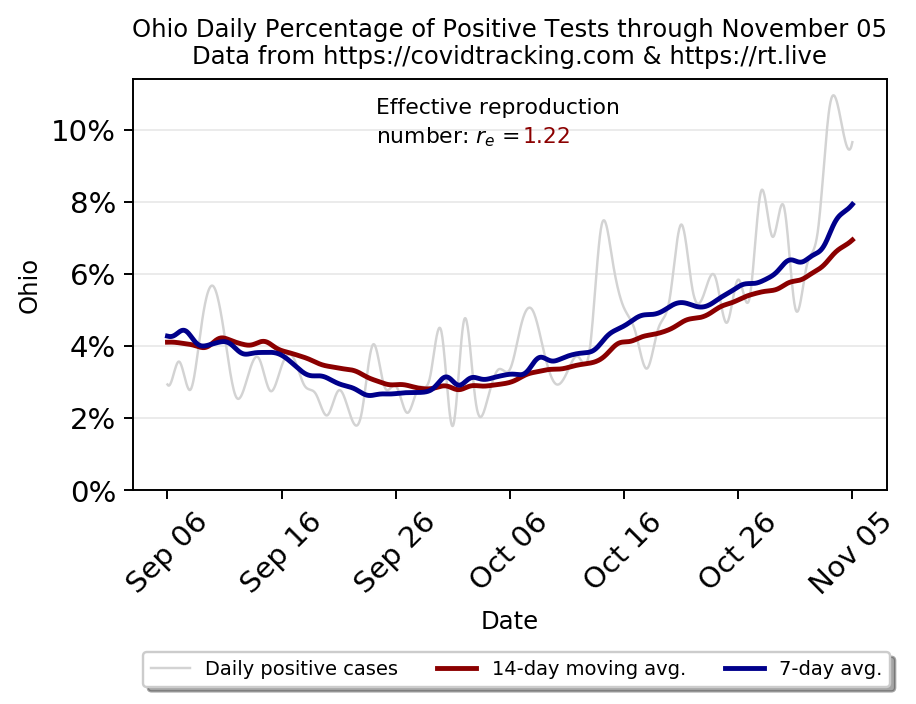 Ohio Daily Percentage of Positive Tests through November 05
Data from https://covidtracking.com & https://rt.live
Effective reproduction
number: rₑ =1.22
10%
8%
6%
4%
2%
0%
Ohio
Sep 06
Sep 16
Sep 26
Oct 06
Oct 16
Oct 26
Nov 05
Date
Daily positive cases
14-day moving avg.
7-day avg.